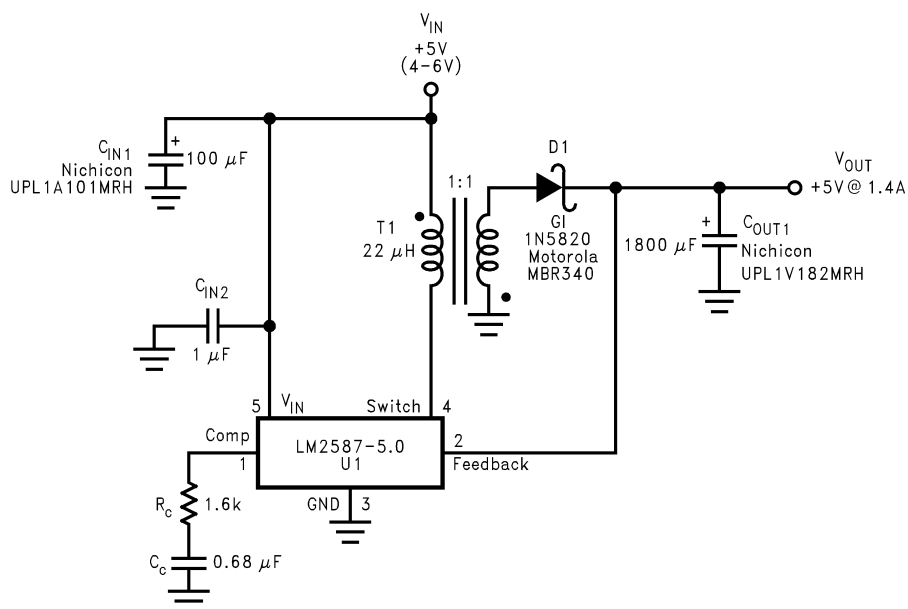 V_IN
+5V
(4-6V)
C_IN1
Nichicon
UPL1A101MRH
+
100 μF
D1
V_OUT
+5V @ 1.4A
1:1
T1
22 μH
GI
1N5820
Motorola
MBR340
1800 μF
+
C_OUT1
Nichicon
UPL1V182MRH
C_IN2
1 μF
5
V_IN
Switch
4
Comp
1
LM2587-5.0
U1
2
Feedback
GND
3
R_c
1.6k
C_c
0.68 μF